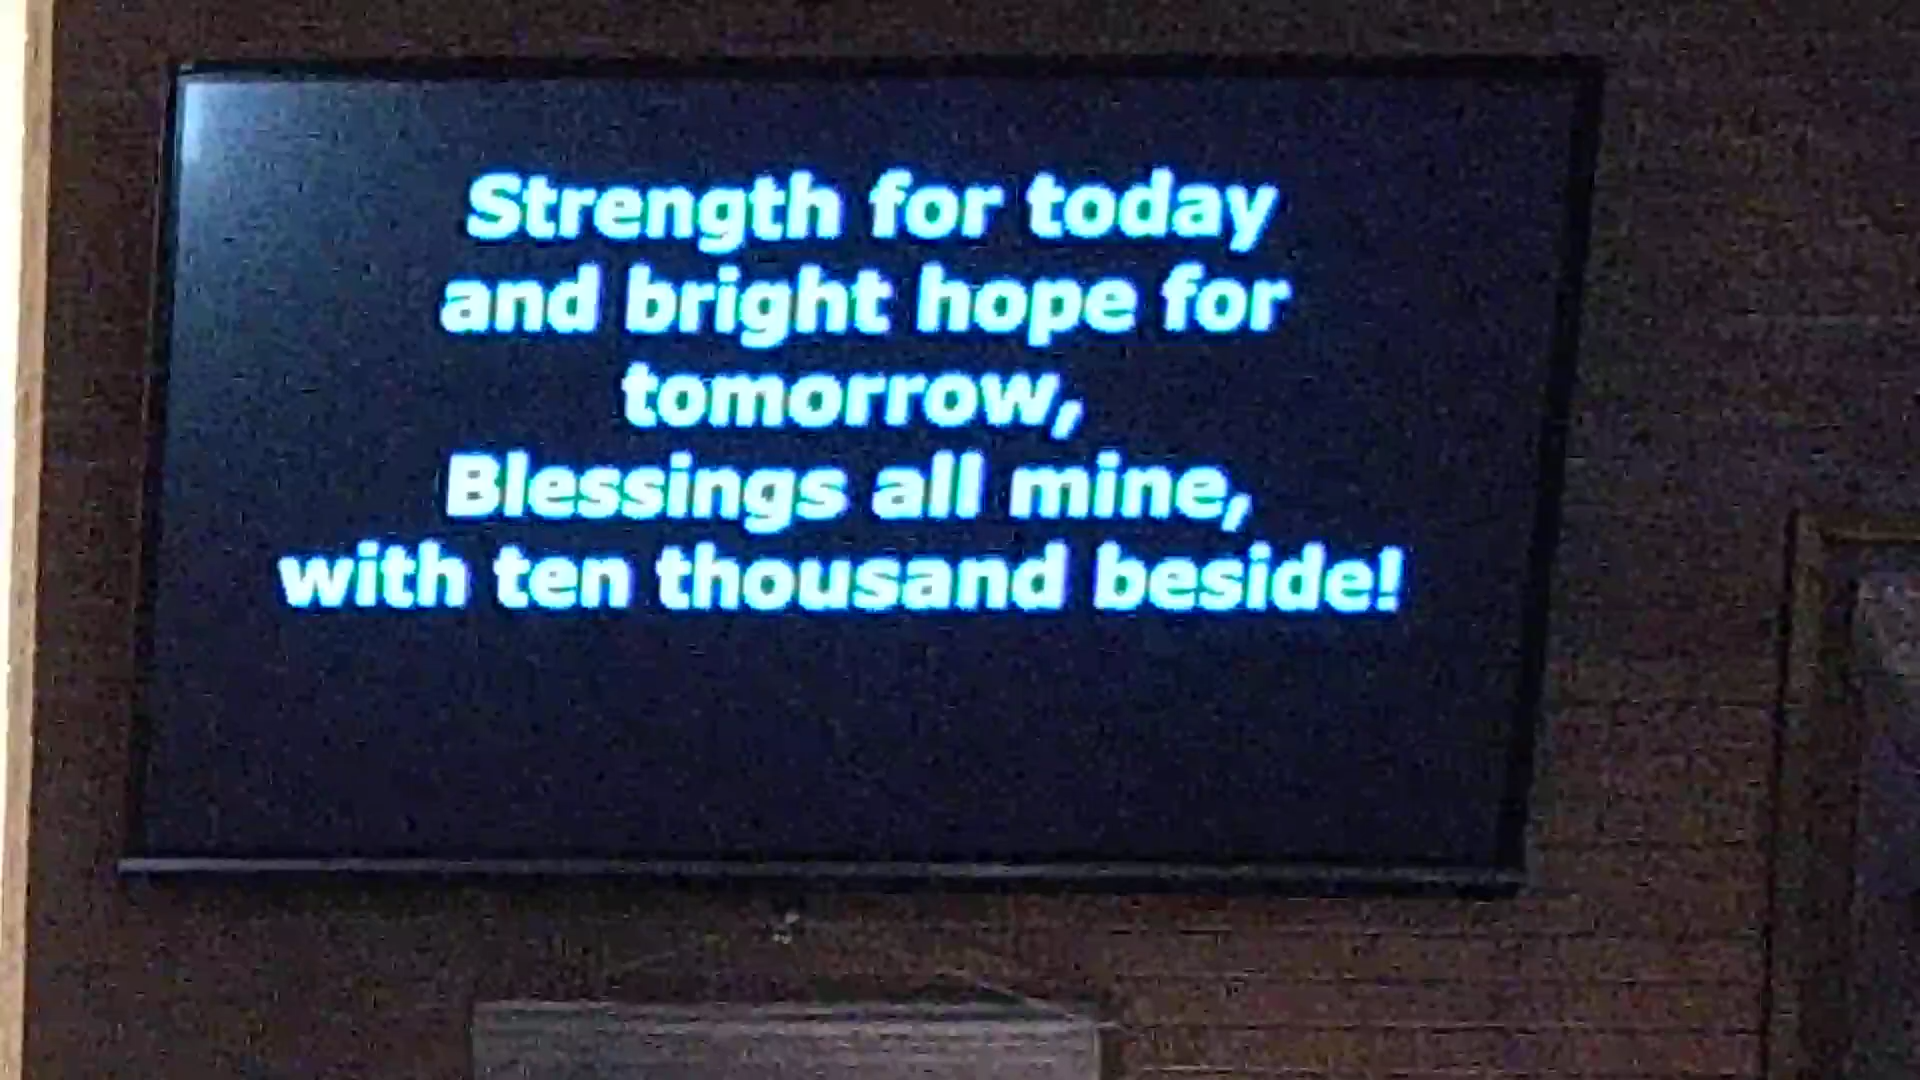 Strength for today
and bright hope for
tomorrow,
Blessings all mine,
with ten thousand beside!